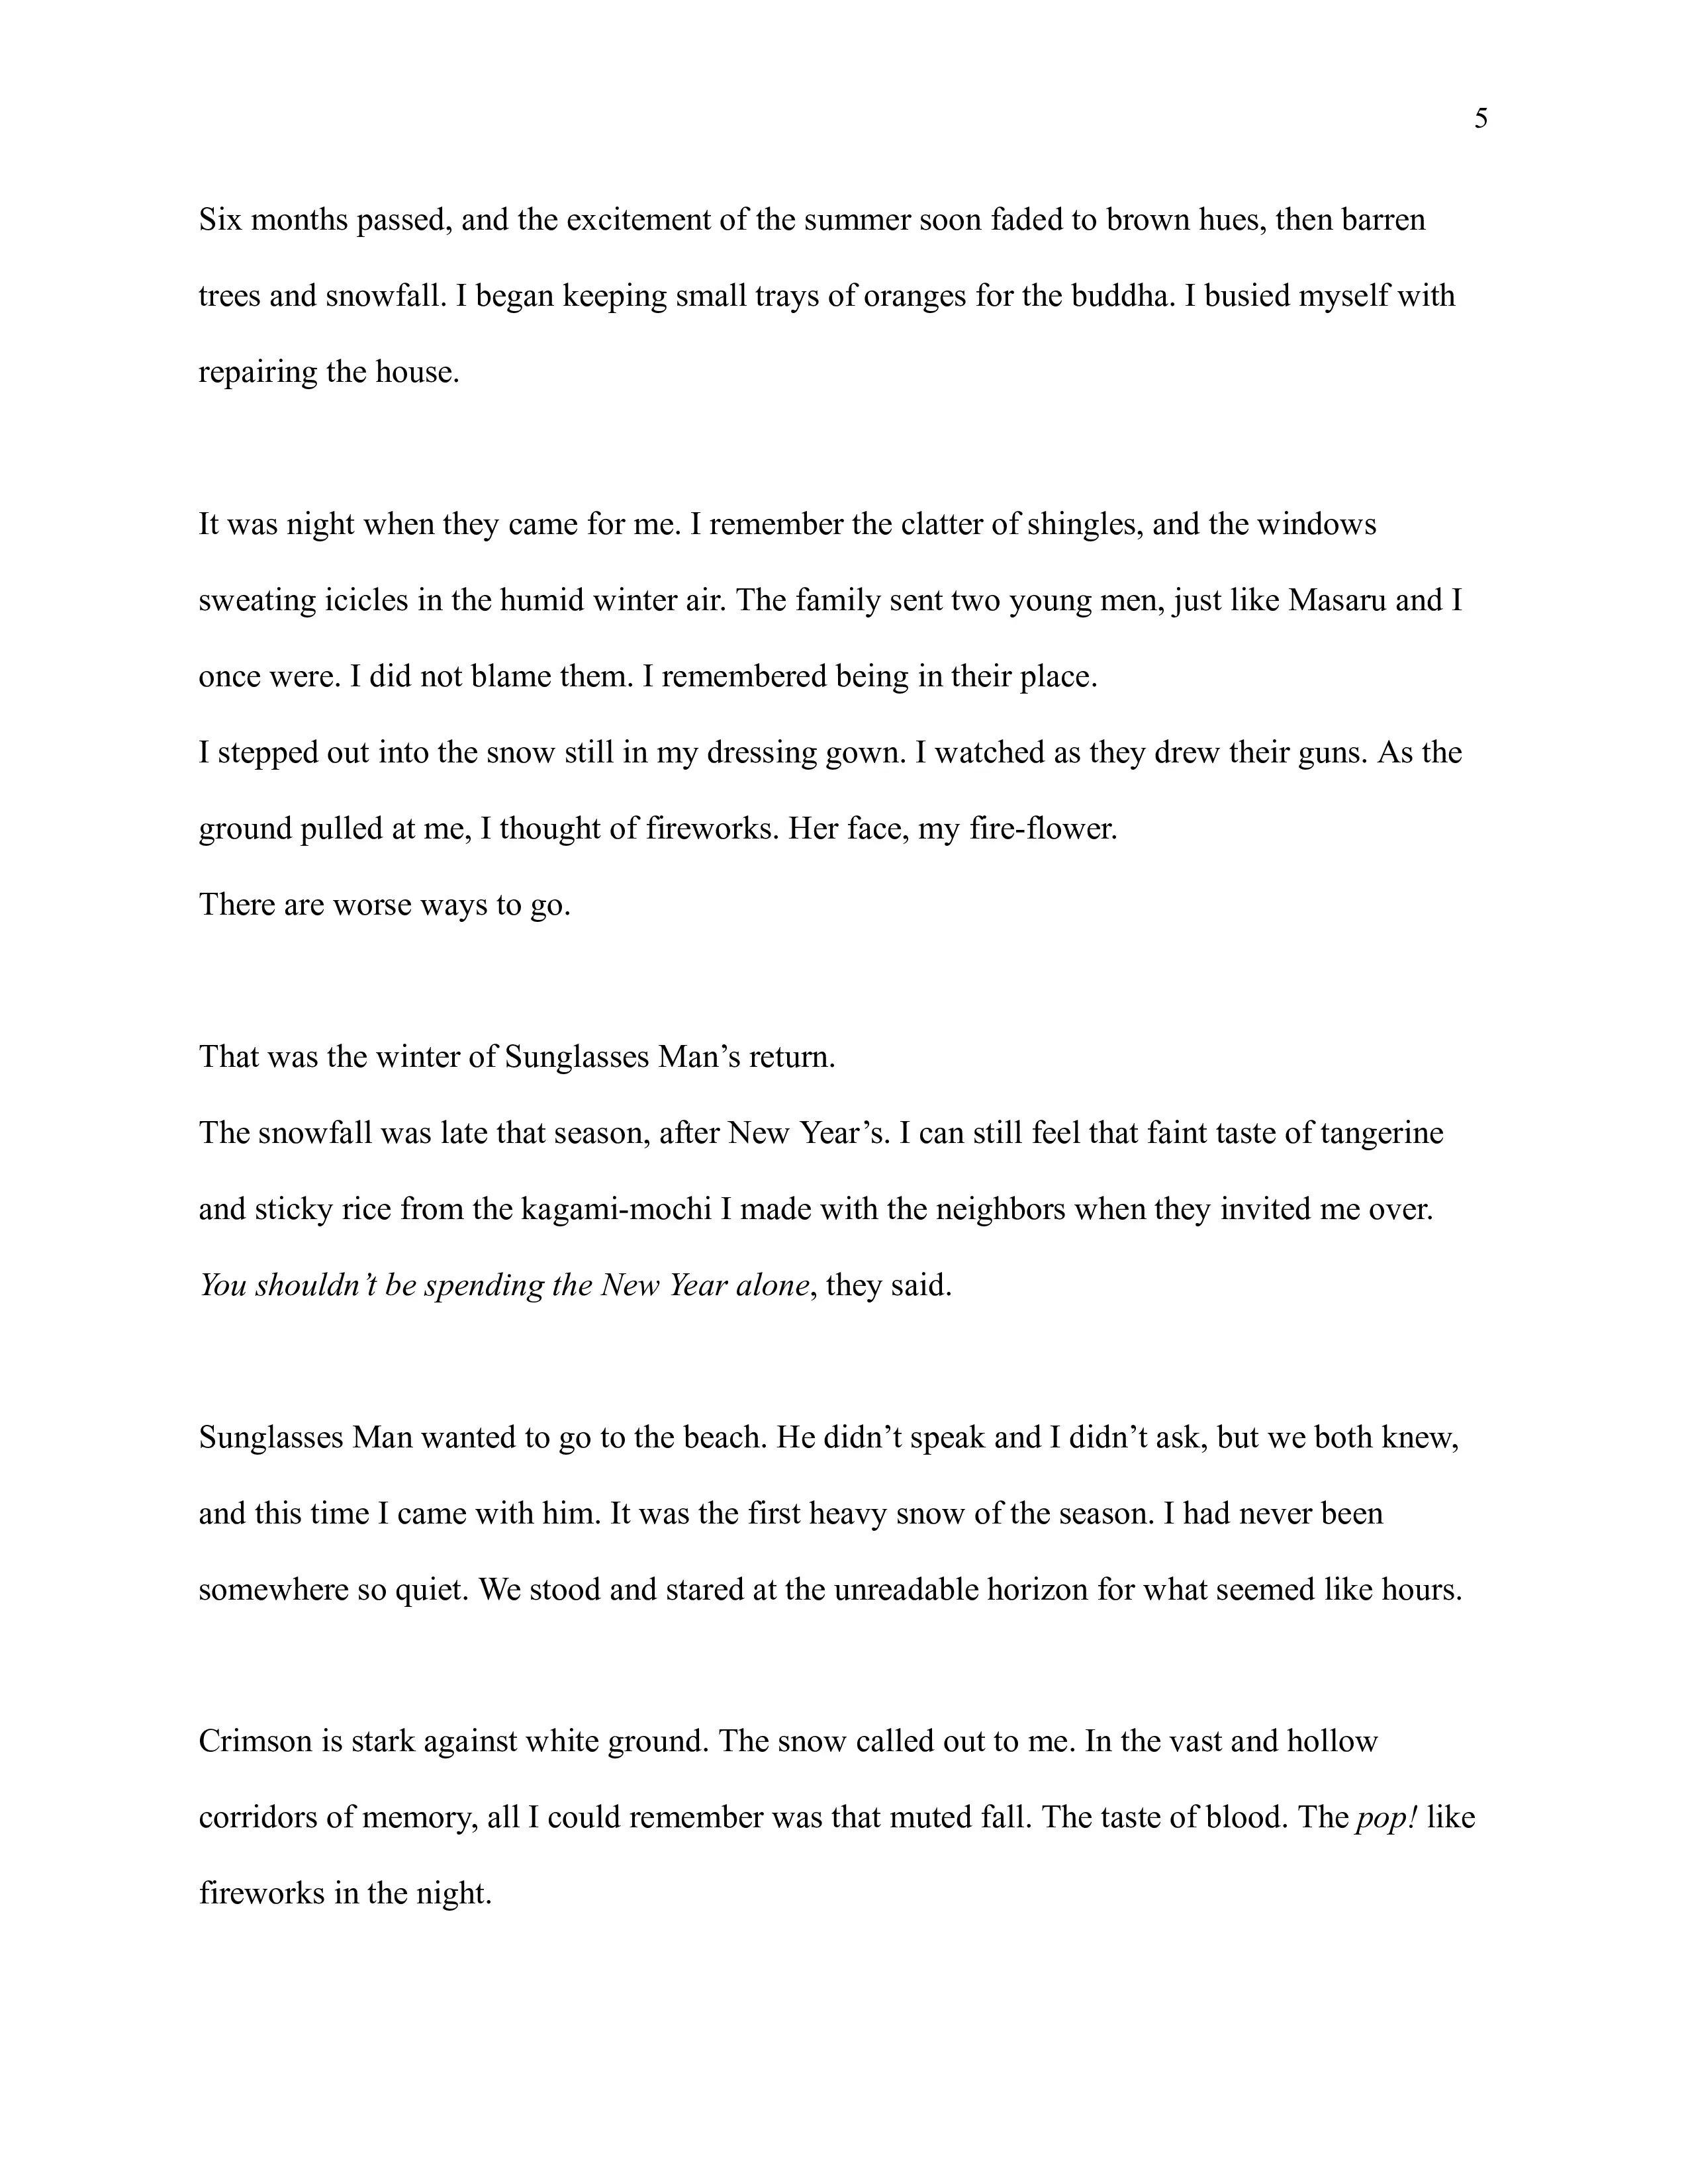 5
Six months passed, and the excitement of the summer soon faded to brown hues, then barren
trees and snowfall. I began keeping small trays of oranges for the buddha. I busied myself with
repairing the house.
It was night when they came for me. I remember the clatter of shingles, and the windows
sweating icicles in the humid winter air. The family sent two young men, just like Masaru and I
once were. I did not blame them. I remembered being in their place.
I stepped out into the snow still in my dressing gown. I watched as they drew their guns. As the
ground pulled at me, I thought of fireworks. Her face, my fire-flower.
There are worse ways to go.
That was the winter of Sunglasses Man’s return.
The snowfall was late that season, after New Year’s. I can still feel that faint taste of tangerine
and sticky rice from the kagami-mochi I made with the neighbors when they invited me over.
You shouldn’t be spending the New Year alone, they said.
Sunglasses Man wanted to go to the beach. He didn’t speak and I didn’t ask, but we both knew,
and this time I came with him. It was the first heavy snow of the season. I had never been
somewhere so quiet. We stood and stared at the unreadable horizon for what seemed like hours.
Crimson is stark against white ground. The snow called out to me. In the vast and hollow
corridors of memory, all I could remember was that muted fall. The taste of blood. The pop! like
fireworks in the night.